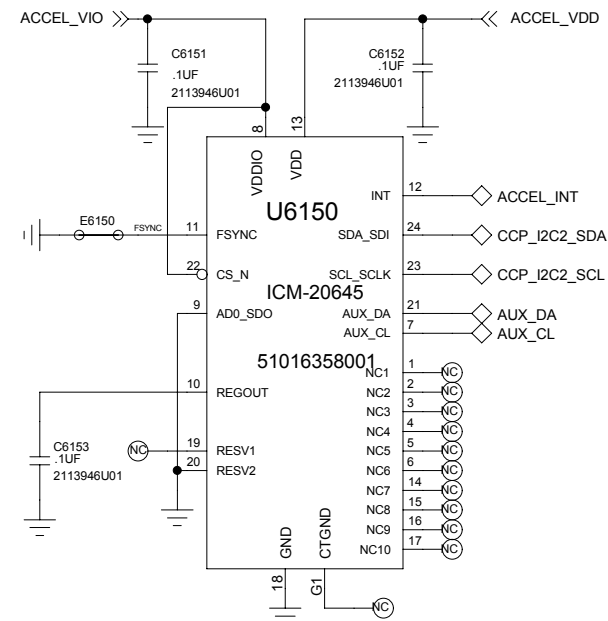 ACCEL_VIO
ACCEL_VDD
C6151
.1UF
2113946U01
C6152
.1UF
2113946U01
8
13
VDDIO
VDD
U6150
INT
12
ACCEL_INT
E6150
FSYNC
11
FSYNC
SDA_SDI
24
CCP_I2C2_SDA
22
CS_N
SCL_SCLK
23
CCP_I2C2_SCL
ICM-20645
9
AD0_SDO
AUX_DA
21
AUX_DA
AUX_CL
7
AUX_CL
51016358001
NC1
1
NC
10
REGOUT
NC2
2
NC
NC3
3
NC
NC4
4
NC
C6153
.1UF
2113946U01
NC
19
RESV1
NC5
5
NC
20
RESV2
NC6
6
NC
NC7
14
NC
NC8
15
NC
NC9
16
NC
NC10
17
NC
GND
CTGND
18
G1
NC